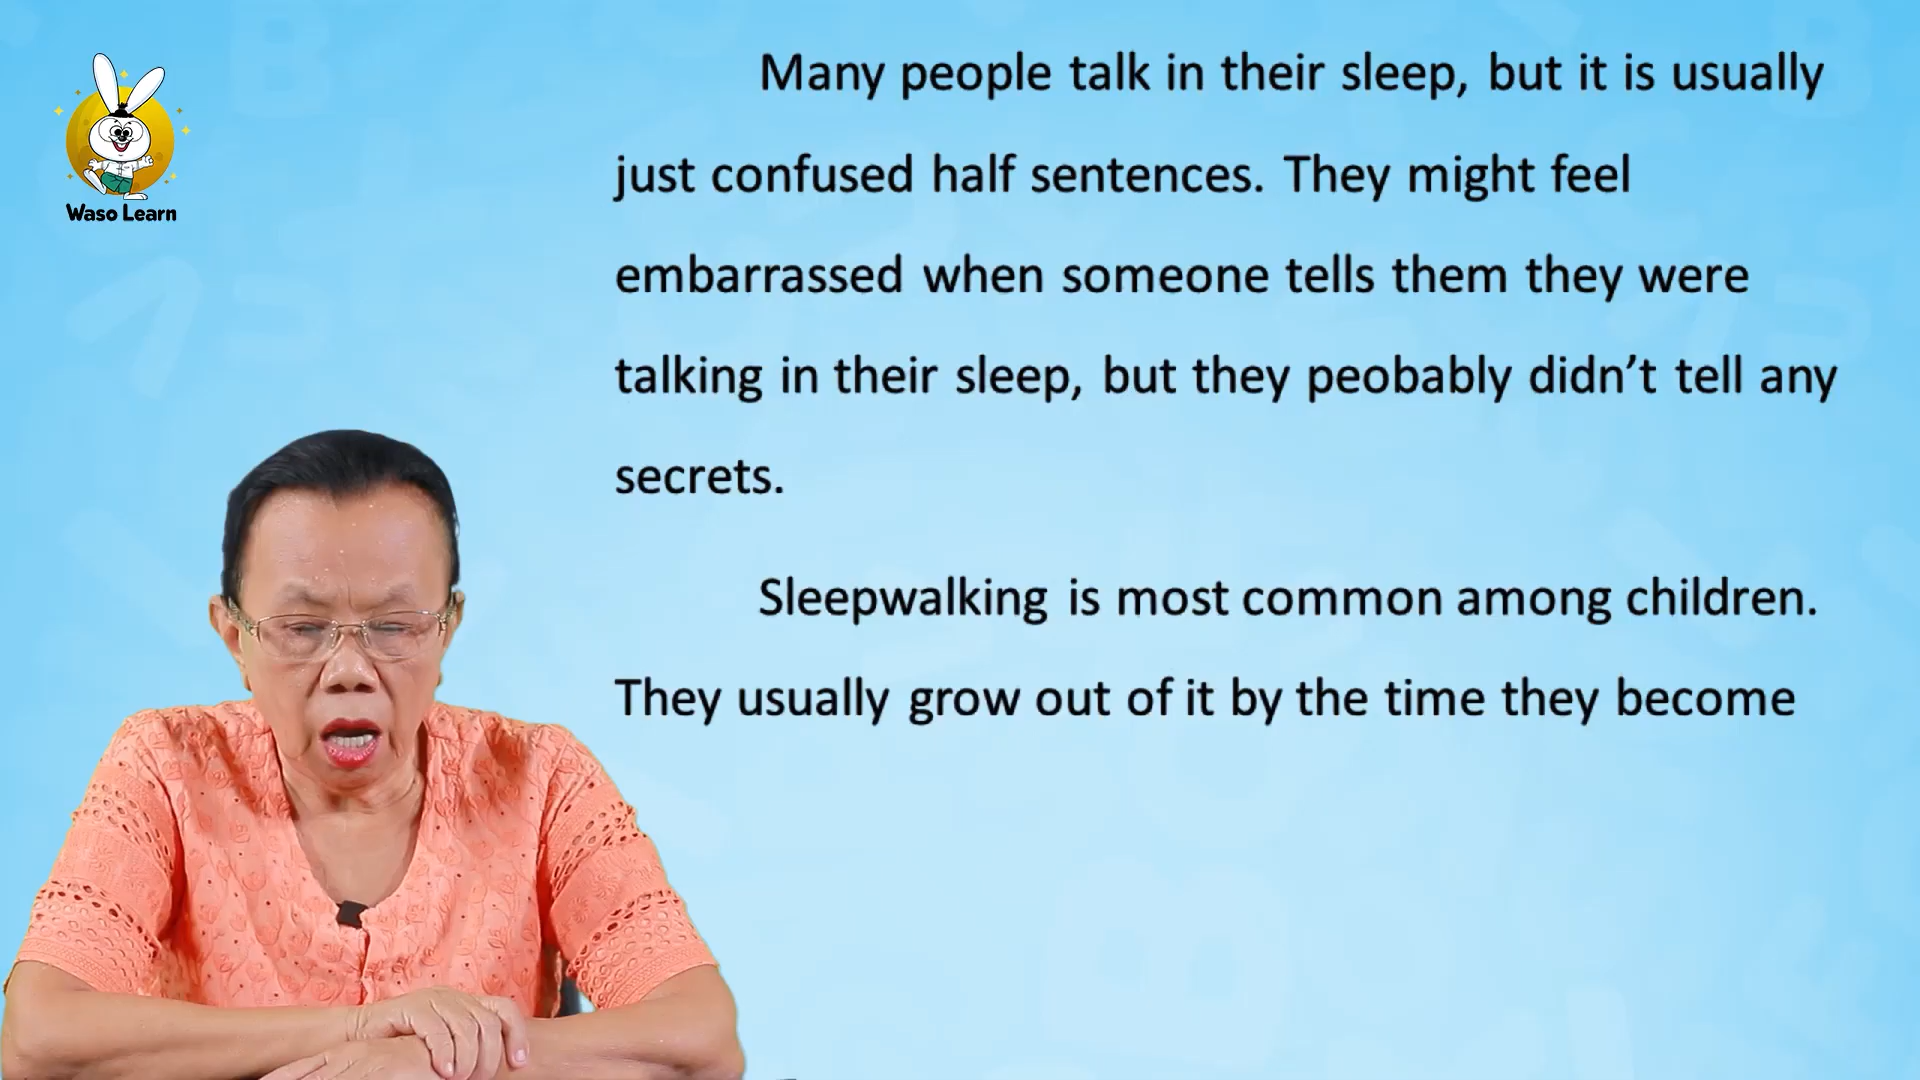 Waso Learn
Many people talk in their sleep, but it is usually
just confused half sentences. They might feel
embarrassed when someone tells them they were
talking in their sleep, but they peobably didn't tell any
secrets.
Sleepwalking is most common among children.
They usually grow out of it by the time they become